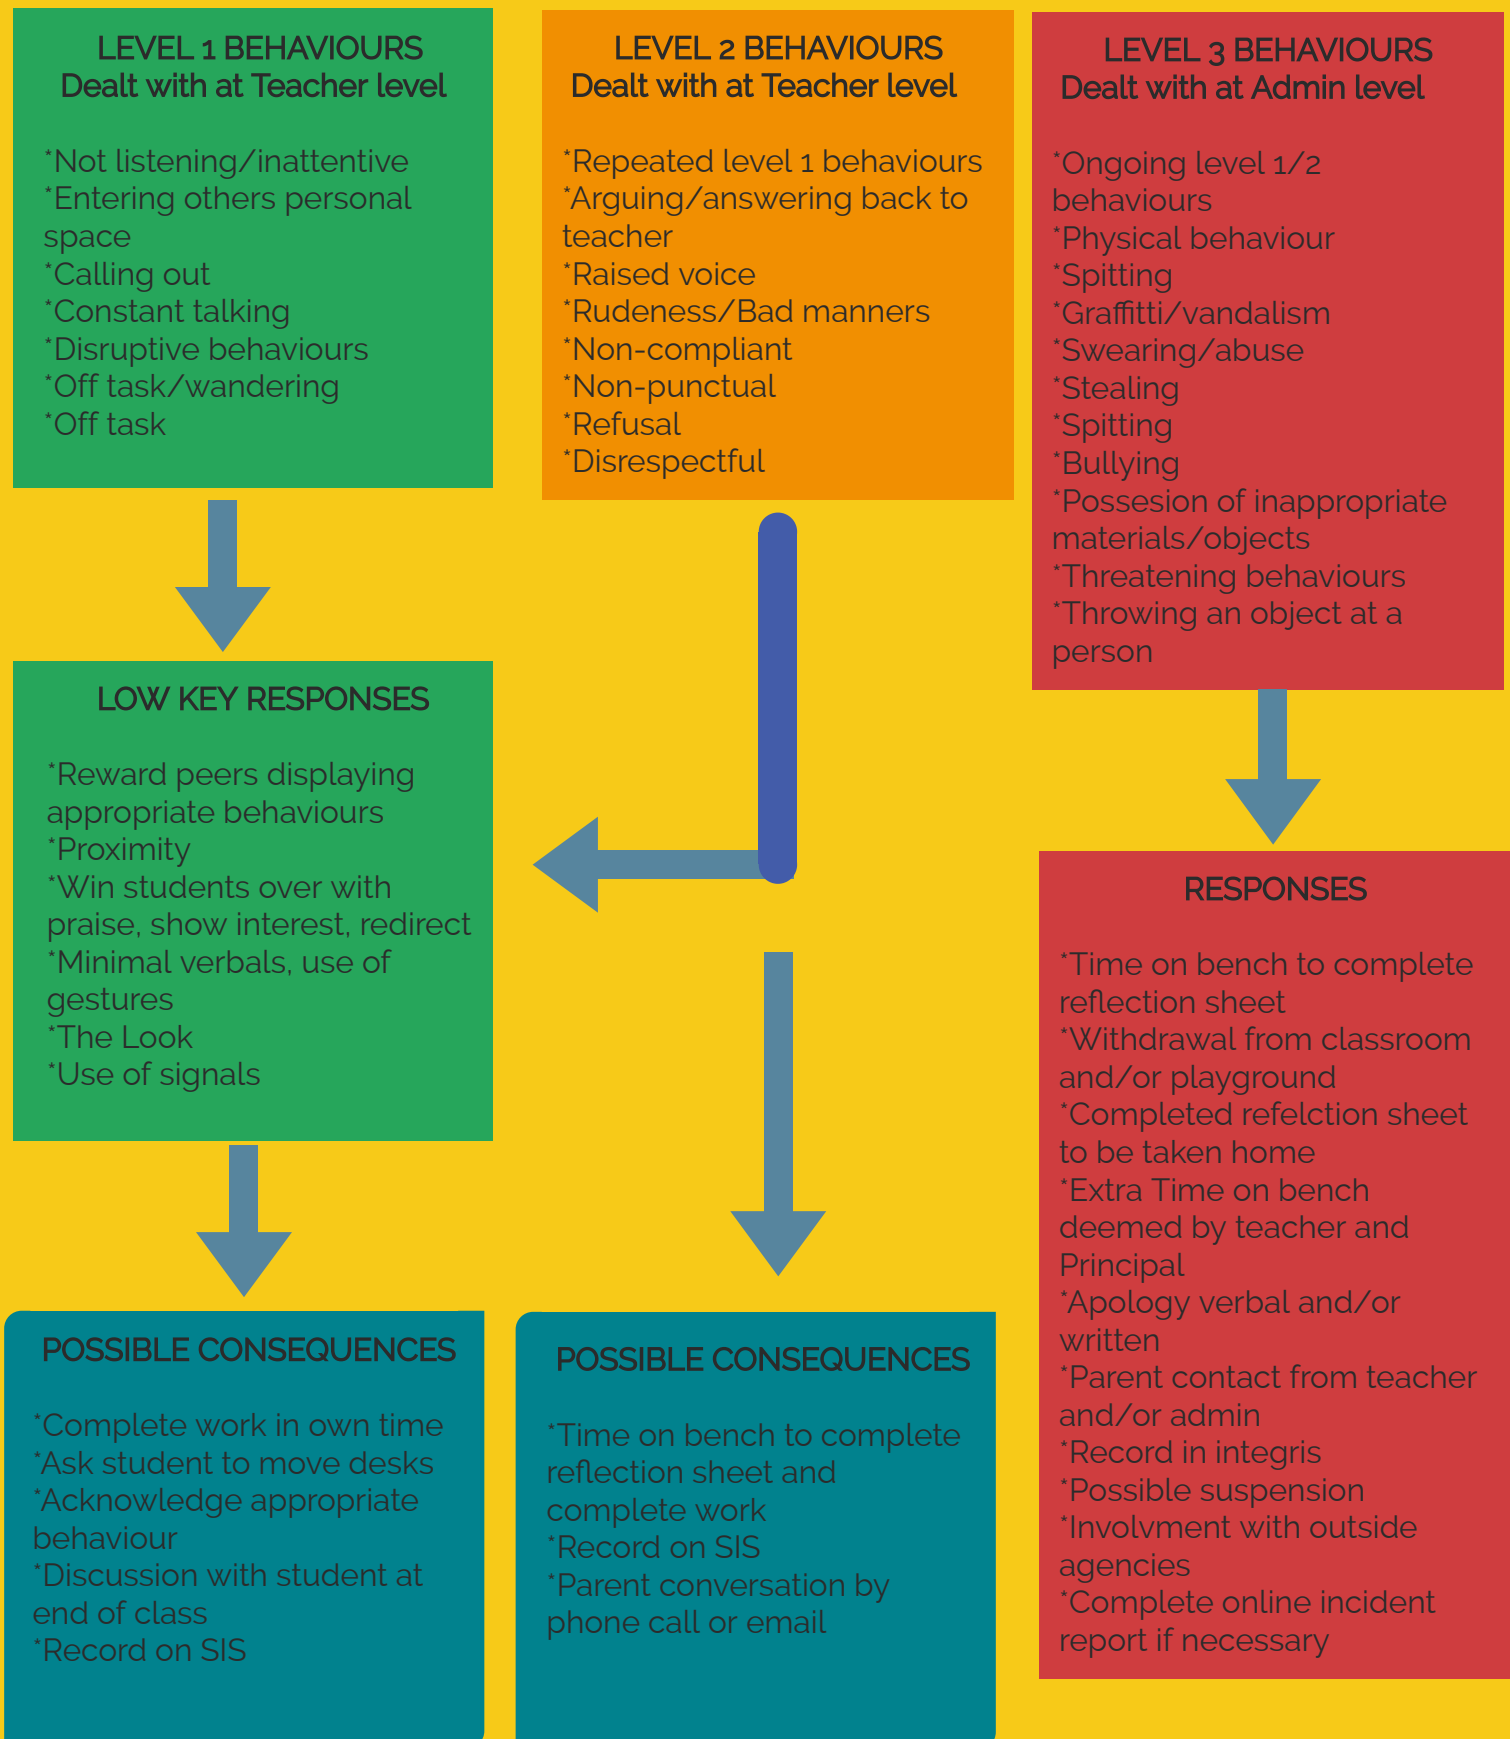 LEVEL 1 BEHAVIOURS
Dealt with at Teacher level
*Not listening/inattentive
*Entering others personal
space
*Calling out
*Constant talking
*Disruptive behaviours
*Off task/wandering
*Off task
LEVEL 2 BEHAVIOURS
Dealt with at Teacher level
*Repeated level 1 behaviours
*Arguing/answering back to
teacher
*Raised voice
*Rudeness/Bad manners
*Non-compliant
*Non-punctual
*Refusal
*Disrespectful
LEVEL 3 BEHAVIOURS
Dealt with at Admin level
*Ongoing level 1/2
behaviours
*Physical behaviour
*Spitting
*Graffitti/vandalism
*Swearing/abuse
*Stealing
*Spitting
*Bullying
*Possesion of inappropriate
materials/objects
*Threatening behaviours
*Throwing an object at a
person
LOW KEY RESPONSES
*Reward peers displaying
appropriate behaviours
*Proximity
*Win students over with
praise, show interest, redirect
*Minimal verbals, use of
gestures
*The Look
*Use of signals
RESPONSES
*Time on bench to complete
reflection sheet
*Withdrawal from classroom
and/or playground
*Completed refelction sheet
to be taken home
*Extra Time on bench
deemed by teacher and
Principal
*Apology verbal and/or
written
*Parent contact from teacher
and/or admin
*Record in integris
*Possible suspension
*Involvment with outside
agencies
*Complete online incident
report if necessary
POSSIBLE CONSEQUENCES
*Complete work in own time
*Ask student to move desks
*Acknowledge appropriate
behaviour
*Discussion with student at
end of class
*Record on SIS
POSSIBLE CONSEQUENCES
*Time on bench to complete
reflection sheet and
complete work
*Record on SIS
*Parent conversation by
phone call or email